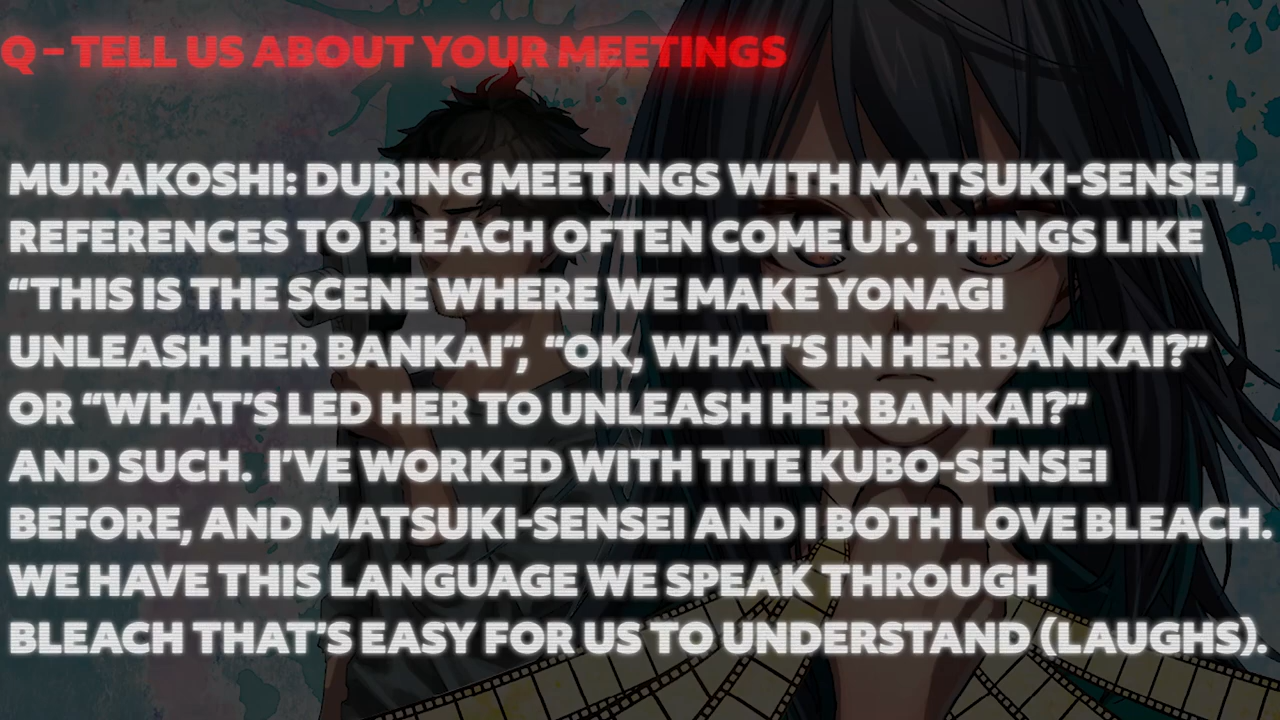 Q – TELL US ABOUT YOUR MEETINGS
MURAKOSHI: DURING MEETINGS WITH MATSUKI-SENSEI,
REFERENCES TO BLEACH OFTEN COME UP. THINGS LIKE
“THIS IS THE SCENE WHERE WE MAKE YONAGI
UNLEASH HER BANKAI”, “OK, WHAT’S IN HER BANKAI?”
OR “WHAT’S LED HER TO UNLEASH HER BANKAI?”
AND SUCH. I’VE WORKED WITH TITE KUBO-SENSEI
BEFORE, AND MATSUKI-SENSEI AND I BOTH LOVE BLEACH.
WE HAVE THIS LANGUAGE WE SPEAK THROUGH
BLEACH THAT’S EASY FOR US TO UNDERSTAND (LAUGHS).